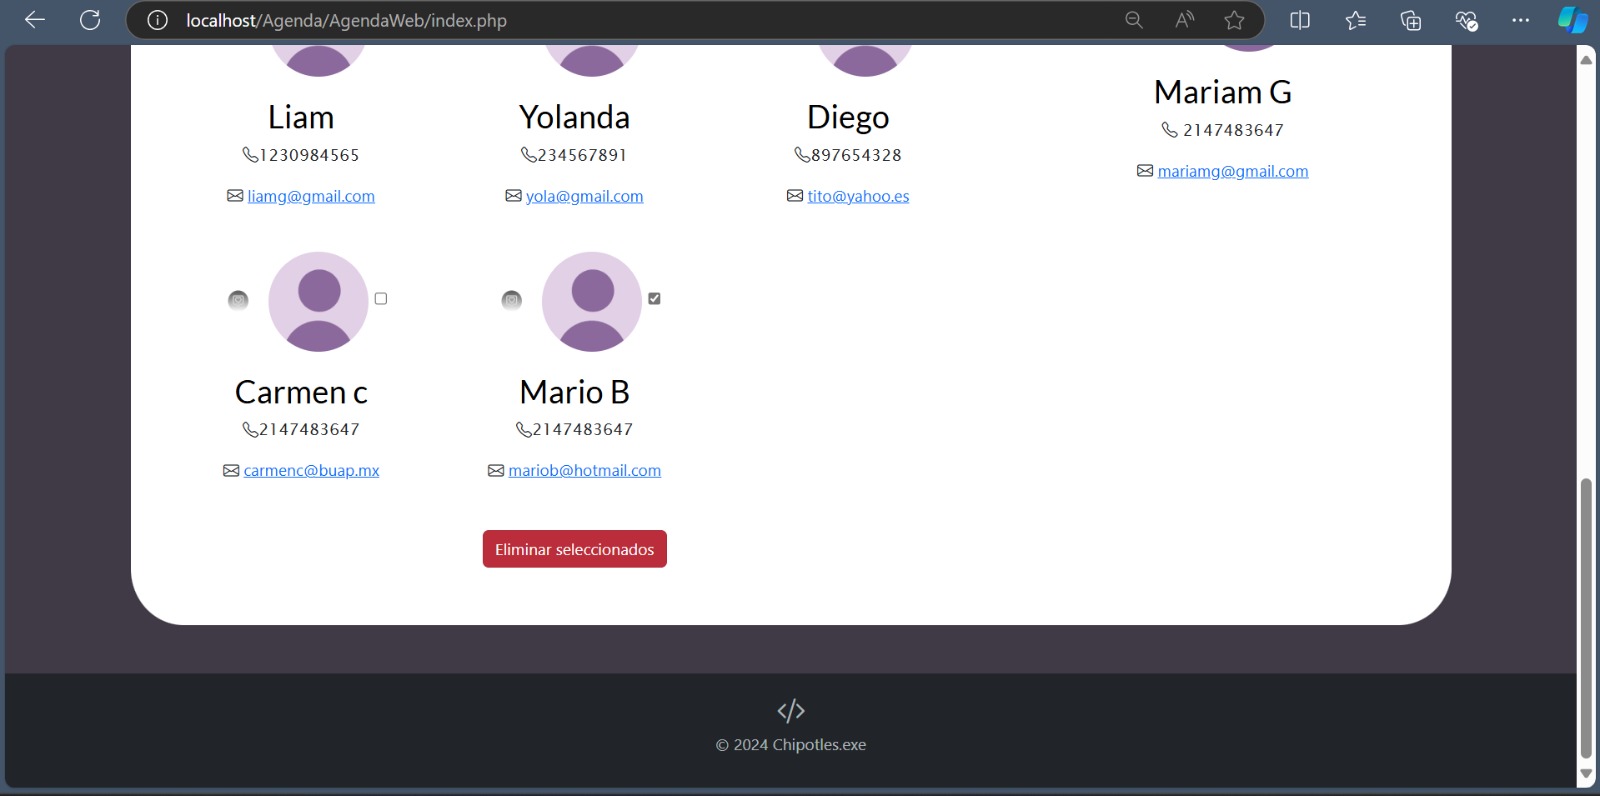 localhost/Agenda/AgendaWeb/index.php
Liam
1230984565
liamg@gmail.com
Yolanda
234567891
yola@gmail.com
Diego
897654328
tito@yahoo.es
Mariam G
2147483647
mariamg@gmail.com
Carmen c
2147483647
carmenc@buap.mx
Mario B
2147483647
mariob@hotmail.com
Eliminar seleccionados
© 2024 Chipotles.exe